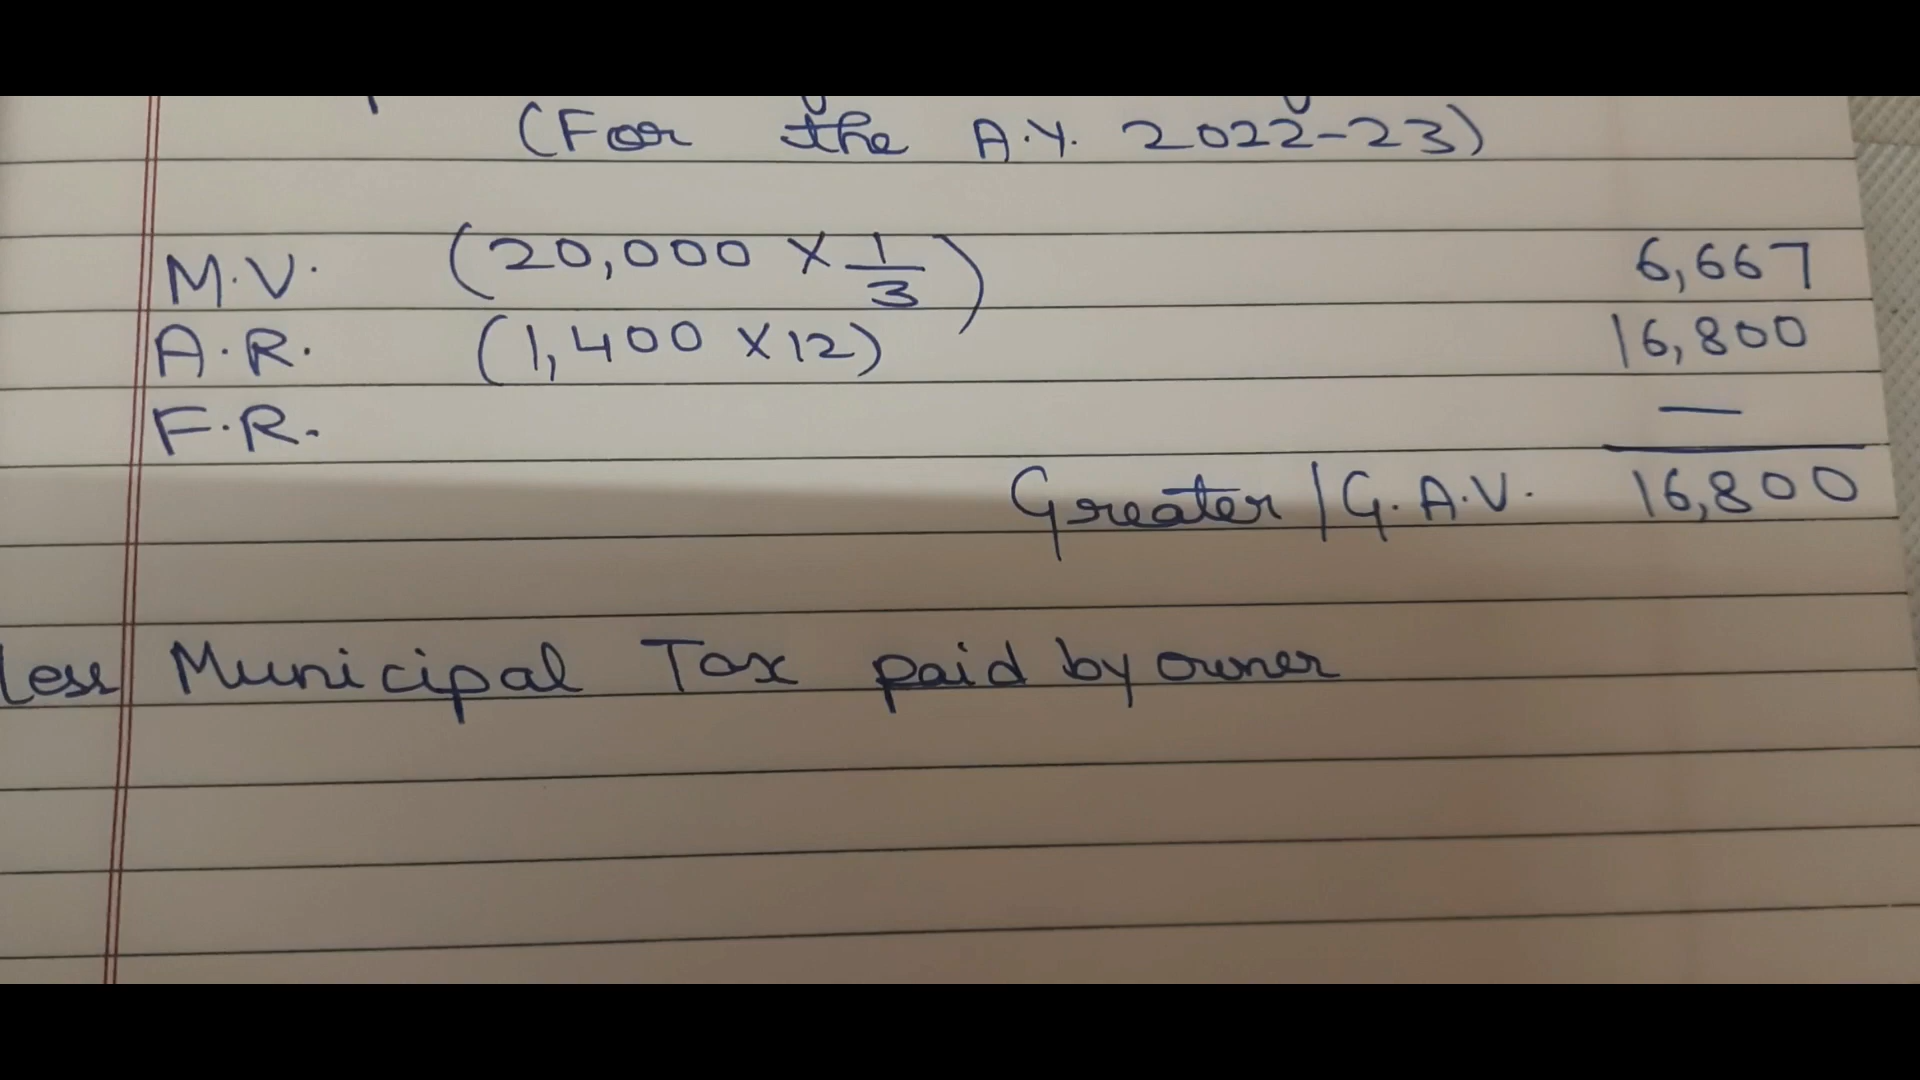 (For the A.Y. 2022-23)
M.V. (20,000 × 1/3) 6,667
A.R. (1,400 × 12) 16,800
F.R. —
Greater / G.A.V. 16,800
Less Municipal Tax paid by owner